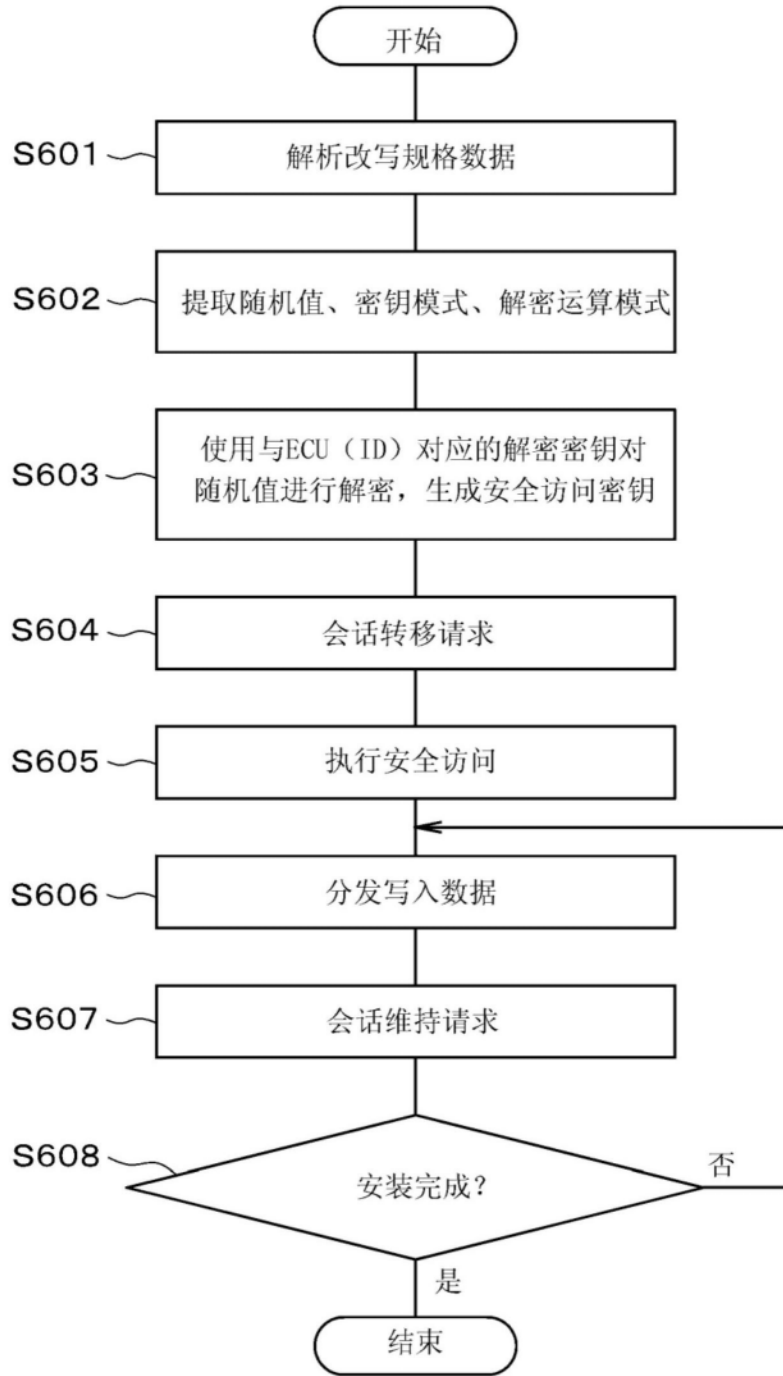 开始
S601
解析改写规格数据
S602
提取随机值、密钥模式、解密运算模式
S603
使用与ECU（ID）对应的解密密钥对
随机值进行解密，生成安全访问密钥
S604
会话转移请求
S605
执行安全访问
S606
分发写入数据
S607
会话维持请求
S608
安装完成？
否
是
结束